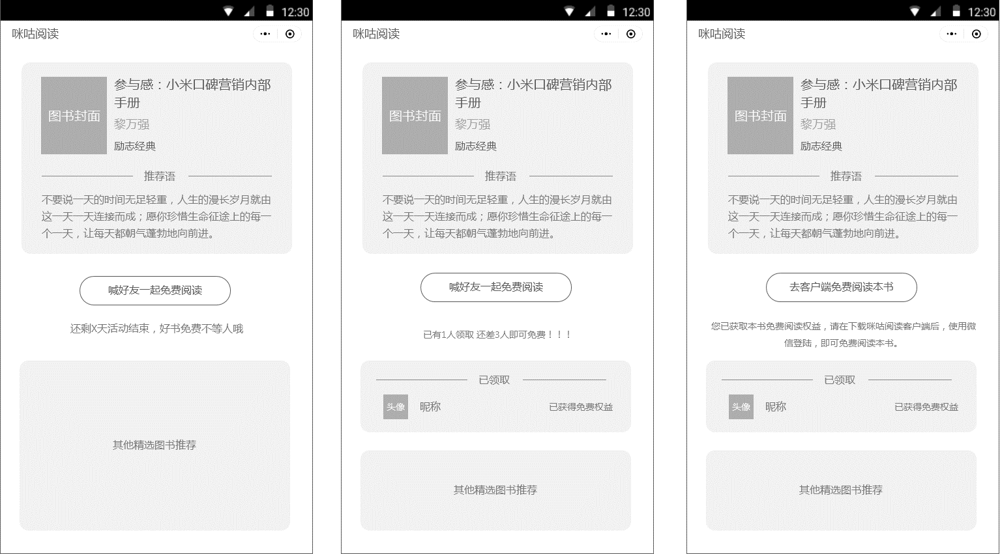 12:30
咪咕阅读
图书封面
参与感：小米口碑营销内部
手册
黎万强
励志经典
推荐语
不要说一天的时间无足轻重，人生的漫长岁月就由
这一天一天连接而成；愿你珍惜生命征途上的每一
个一天，让每天都朝气蓬勃地向前进。
喊好友一起免费阅读
还剩X天活动结束，好书免费不等人哦
其他精选图书推荐
12:30
咪咕阅读
图书封面
参与感：小米口碑营销内部
手册
黎万强
励志经典
推荐语
不要说一天的时间无足轻重，人生的漫长岁月就由
这一天一天连接而成；愿你珍惜生命征途上的每一
个一天，让每天都朝气蓬勃地向前进。
喊好友一起免费阅读
已有1人领取 还差3人即可免费！！！
已领取
头像 昵称 已获得免费权益
其他精选图书推荐
12:30
咪咕阅读
图书封面
参与感：小米口碑营销内部
手册
黎万强
励志经典
推荐语
不要说一天的时间无足轻重，人生的漫长岁月就由
这一天一天连接而成；愿你珍惜生命征途上的每一
个一天，让每天都朝气蓬勃地向前进。
去客户端免费阅读本书
您已获取本书免费阅读权益，请在下载咪咕阅读客户端后，使用微
信登陆，即可免费阅读本书。
已领取
头像 昵称 已获得免费权益
其他精选图书推荐